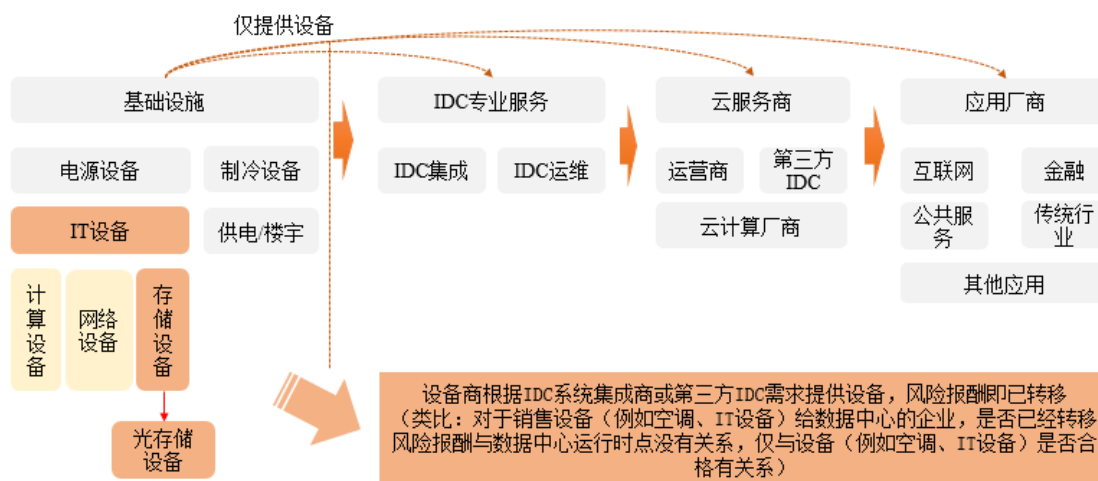 仅提供设备
基础设施
IDC专业服务
云服务商
应用厂商
电源设备
制冷设备
IDC集成
IDC运维
运营商
第三方
IDC
互联网
金融
IT设备
供电/楼宇
云计算厂商
公共服
务
传统行
业
其他应用
计
算
设
备
网络
设备
存
储
设
备
光存储
设备
设备商根据IDC系统集成商或第三方IDC需求提供设备，风险报酬即已转移
（类比：对于销售设备（例如空调、IT设备）给数据中心的企业，是否已经转移
风险报酬与数据中心运行时点没有关系，仅与设备（例如空调、IT设备）是否合
格有关系）